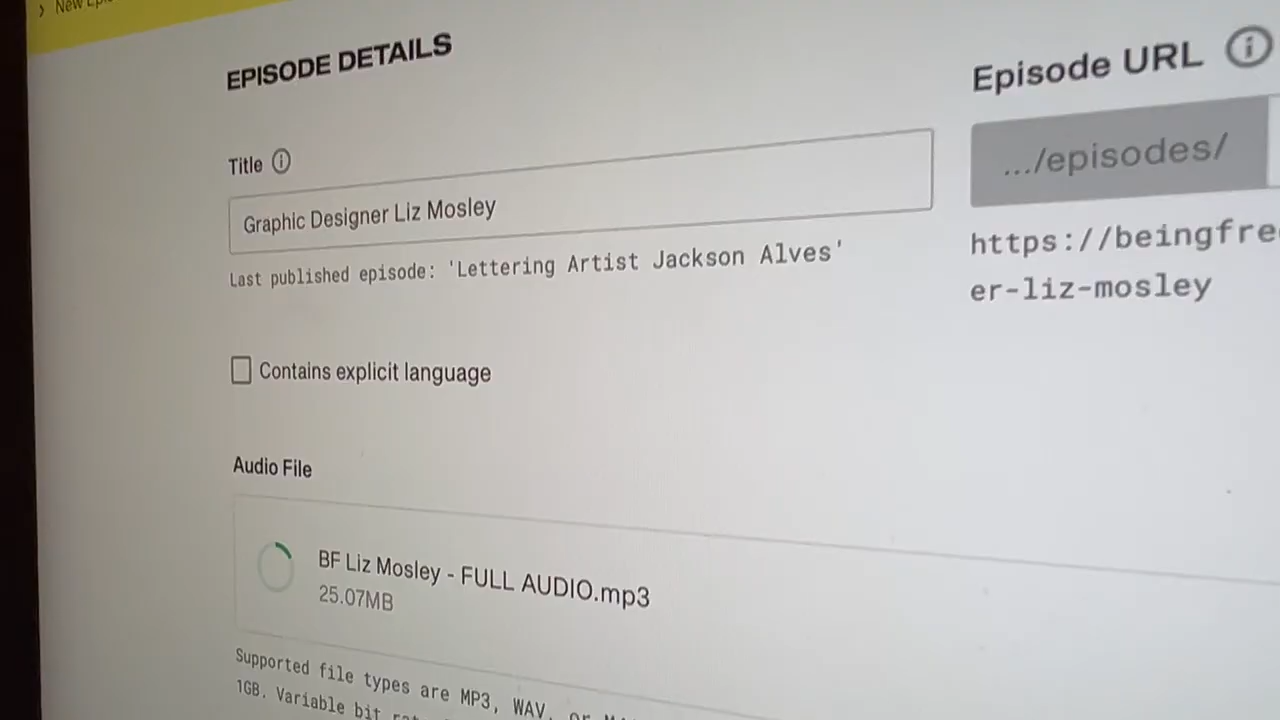 New
EPISODE DETAILS
Title
Graphic Designer Liz Mosley
Last published episode: 'Lettering Artist Jackson Alves'
Contains explicit language
Audio File
BF Liz Mosley - FULL AUDIO.mp3
25.07MB
Supported file types are MP3, WAV, or
1GB. Variable bit
Episode URL
.../episodes/
https://beingfre
er-liz-mosley